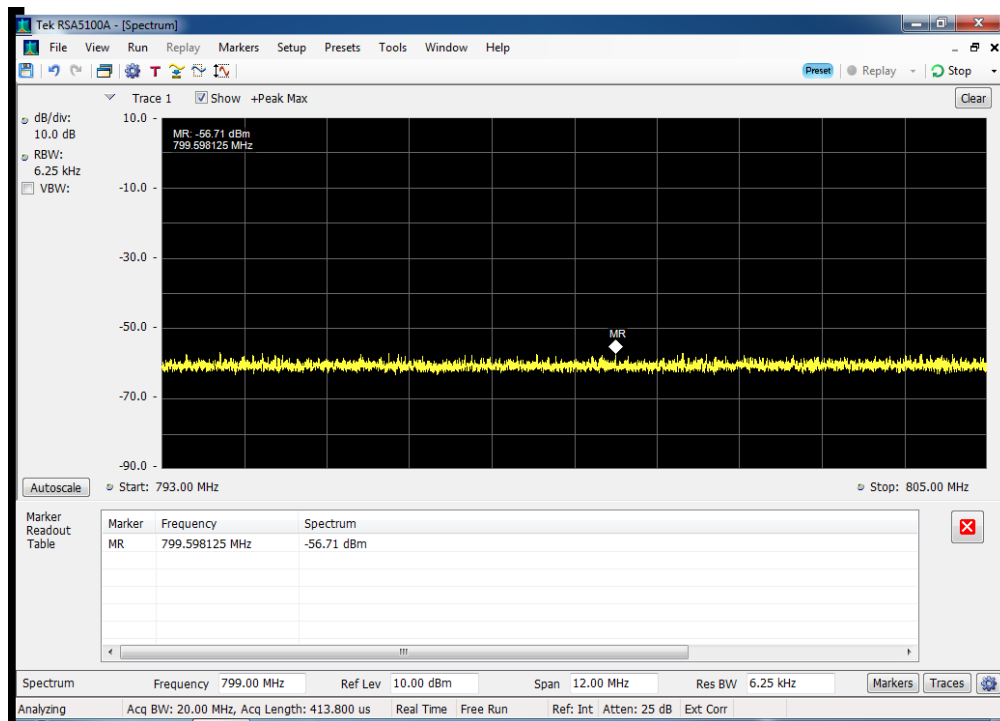 Tek RSA5100A - [Spectrum]
File View Run Replay Markers Setup Presets Tools Window Help
T Preset Replay Stop
Trace 1 Show +Peak Max Clear
dB/div:
10.0 dB
RBW:
6.25 kHz
VBW:
10.0
-10.0
-30.0
-50.0
-70.0
-90.0
MR: -56.71 dBm
799.598125 MHz
MR
Autoscale Start: 793.00 MHz Stop: 805.00 MHz
Marker
Readout
Table
Marker Frequency Spectrum
MR 799.598125 MHz -56.71 dBm
Spectrum Frequency 799.00 MHz Ref Lev 10.00 dBm Span 12.00 MHz Res BW 6.25 kHz Markers Traces
Analyzing Acq BW: 20.00 MHz, Acq Length: 413.800 us Real Time Free Run Ref: Int Atten: 25 dB Ext Corr